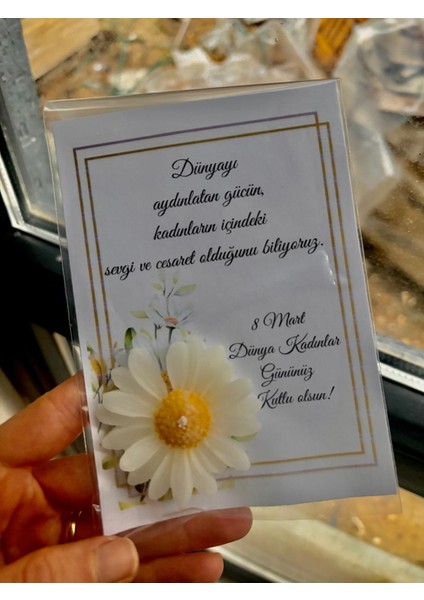 Dünyayı
aydınlatan gücün,
kadınların içindeki
sevgi ve cesaret olduğunu biliyoruz.
8 Mart
Dünya Kadınlar
Gününüz
Kutlu olsun!